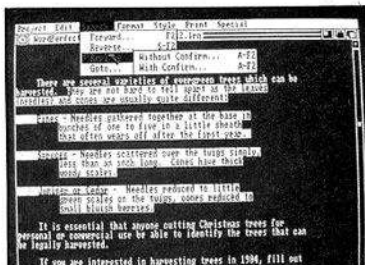 Project Edit Format Style Print Special
WordPerfect F2.lrn
Forward... F2
Reverse... S-F2
Without Confirm... A-F2
Goto... With Confirm... A-F2
There are several varieties of evergreen trees which can be
harvested. They are not hard to tell apart as the leaves
(needles) and cones are usually quite different:
- Needles gathered together at the base in
bunches of one to five in a little sheath
that often wears off after the first year.
Spruces - Needles scattered over the twigs singly,
less than an inch long. Cones have thick
woody scales.
Juniper or Cedar - Needles reduced to little
green scales on the twigs, cones reduced to
small bluish berries.
It is essential that anyone cutting Christmas trees for
personal or commercial use be able to identify the trees that can
be legally harvested.
If you are interested in harvesting trees in 1984, fill out